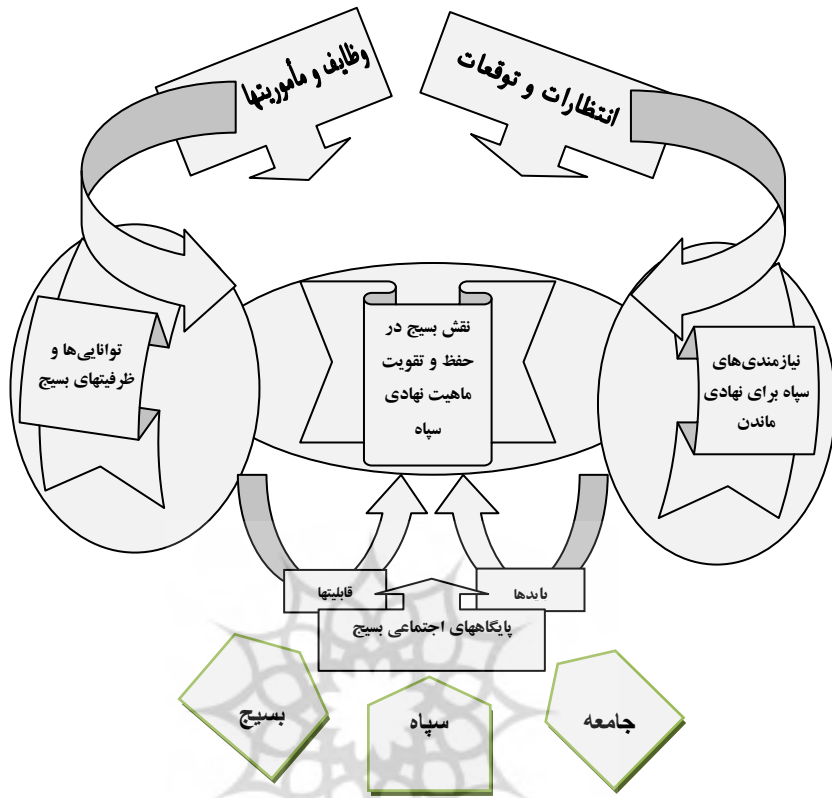 انتظارات و توقعات
وظایف و مأموریتها
نیازمندی‌های
سپاه برای نهادی
ماندن
نقش بسیج در
حفظ و تقویت
ماهیت نهادی
سپاه
توانایی‌ها و
ظرفیتهای بسیج
بایدها
قابلیتها
پایگاههای اجتماعی بسیج
جامعه
سپاه
بسیج